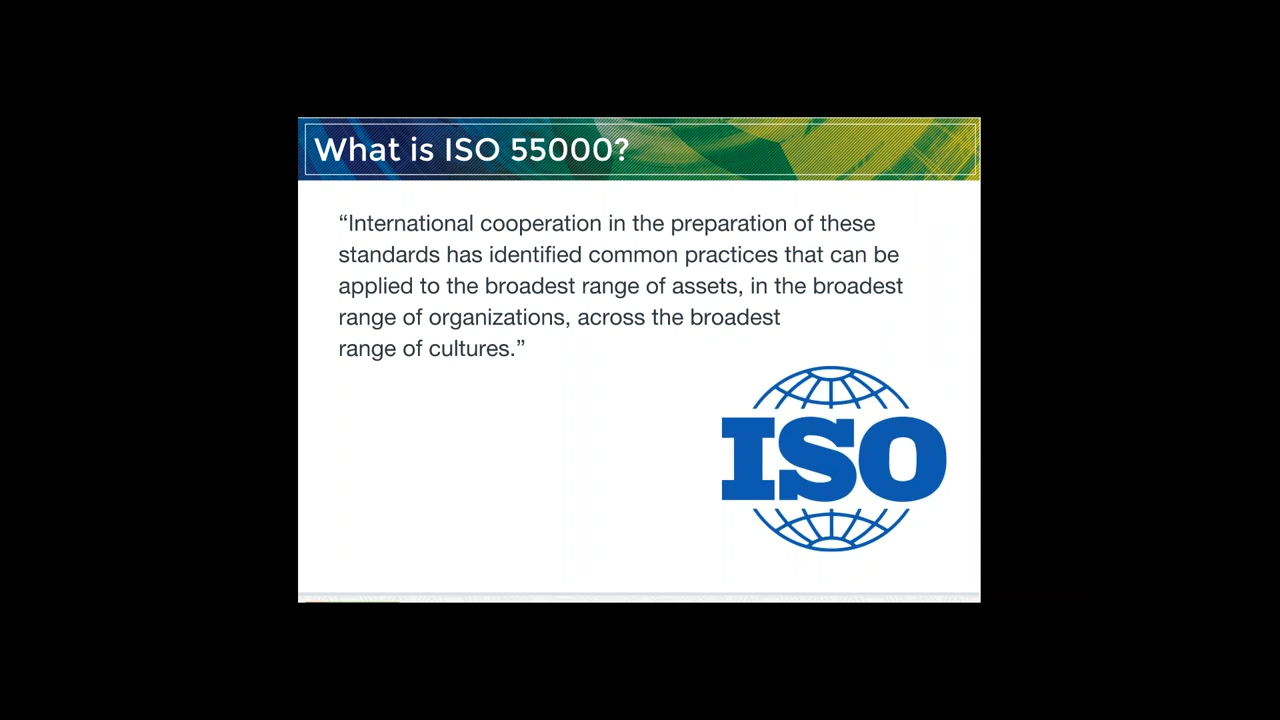 What is ISO 55000?
“International cooperation in the preparation of these
standards has identified common practices that can be
applied to the broadest range of assets, in the broadest
range of organizations, across the broadest
range of cultures.”
ISO